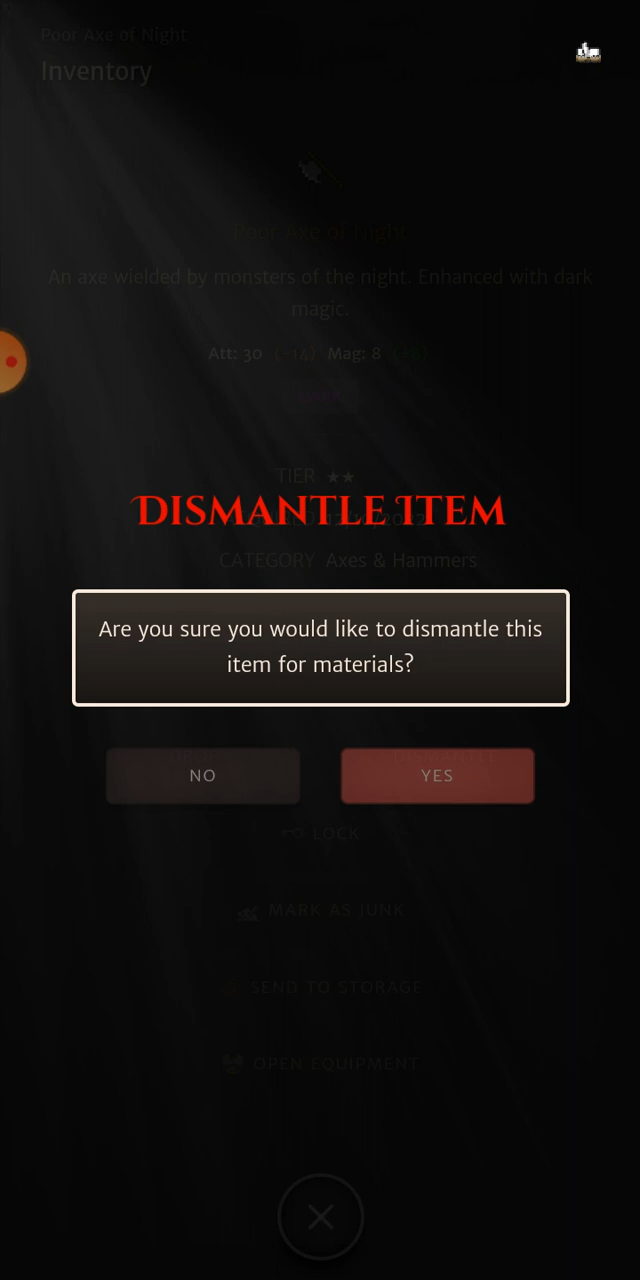 Poor Axe of Night
Inventory
Poor Axe of Night
An axe wielded by monsters of the night. Enhanced with dark
magic.
Att: 30 (-14) Mag: 8
TIER ★★
DISMANTLE ITEM
CATEGORY Axes & Hammers
Are you sure you would like to dismantle this
item for materials?
NO
YES
LOCK
MARK AS JUNK
SEND TO STORAGE
OPEN EQUIPMENT